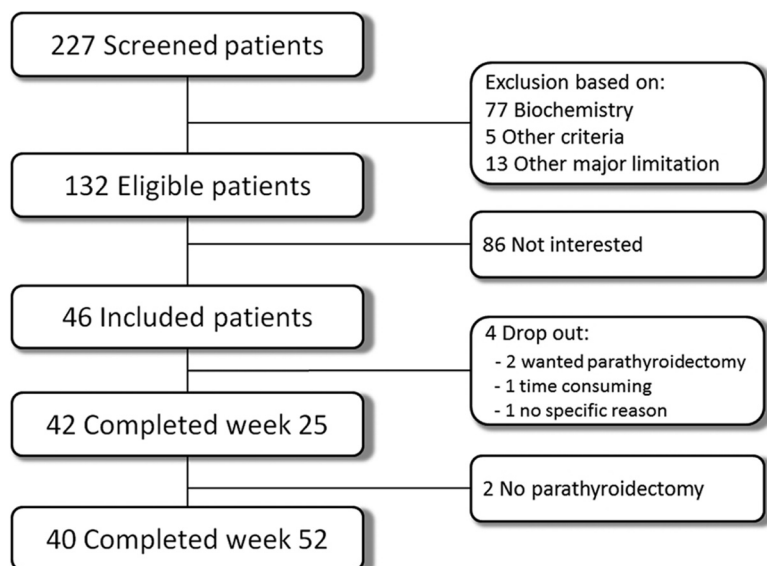 227 Screened patients
Exclusion based on:
77 Biochemistry
5 Other criteria
13 Other major limitation
132 Eligible patients
86 Not interested
46 Included patients
4 Drop out:
- 2 wanted parathyroidectomy
- 1 time consuming
- 1 no specific reason
42 Completed week 25
2 No parathyroidectomy
40 Completed week 52